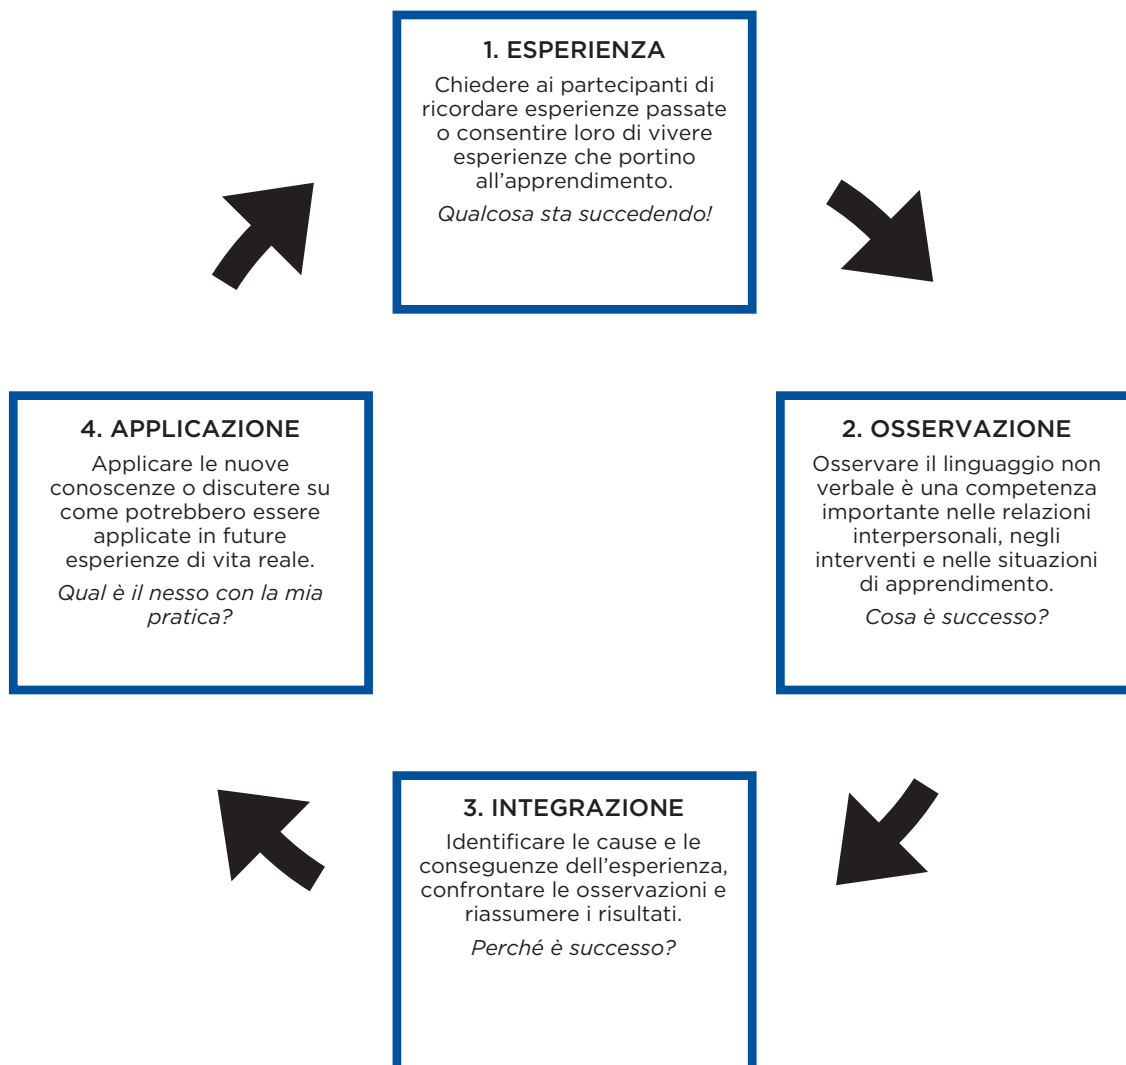 1. ESPERIENZA
Chiedere ai partecipanti di
ricordare esperienze passate
o consentire loro di vivere
esperienze che portino
all'apprendimento.
Qualcosa sta succedendo!
2. OSSERVAZIONE
Osservare il linguaggio non
verbale è una competenza
importante nelle relazioni
interpersonali, negli
interventi e nelle situazioni
di apprendimento.
Cosa è successo?
3. INTEGRAZIONE
Identificare le cause e le
conseguenze dell'esperienza,
confrontare le osservazioni e
riassumere i risultati.
Perché è successo?
4. APPLICAZIONE
Applicare le nuove
conoscenze o discutere su
come potrebbero essere
applicate in future
esperienze di vita reale.
Qual è il nesso con la mia
pratica?